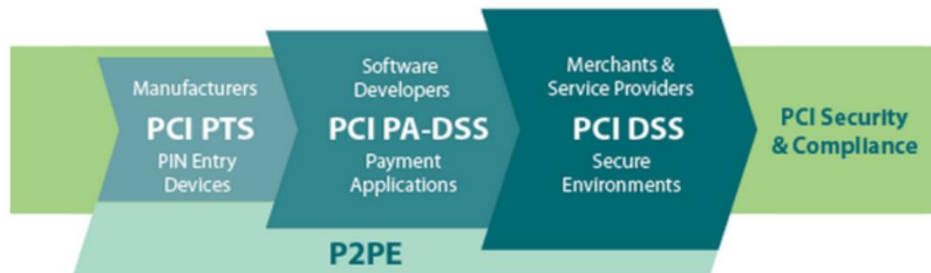 Manufacturers
PCI PTS
PIN Entry
Devices
Software
Developers
PCI PA-DSS
Payment
Applications
Merchants &
Service Providers
PCI DSS
Secure
Environments
PCI Security
& Compliance
P2PE